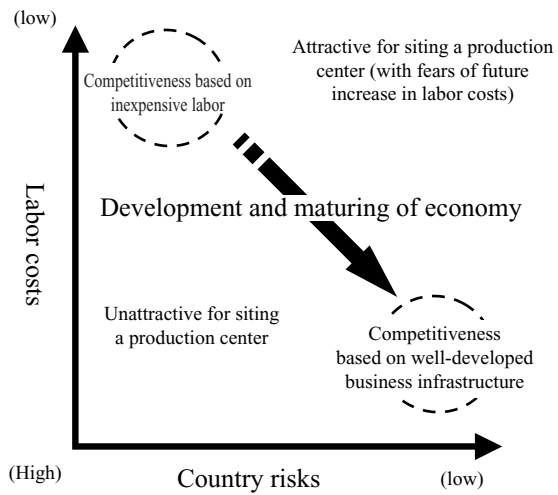 (low)
Attractive for siting a production
center (with fears of future
increase in labor costs)
Competitiveness based on
inexpensive labor
Labor costs
Development and maturing of economy
Unattractive for siting
a production center
Competitiveness
based on well-developed
business infrastructure
(High)
Country risks
(low)